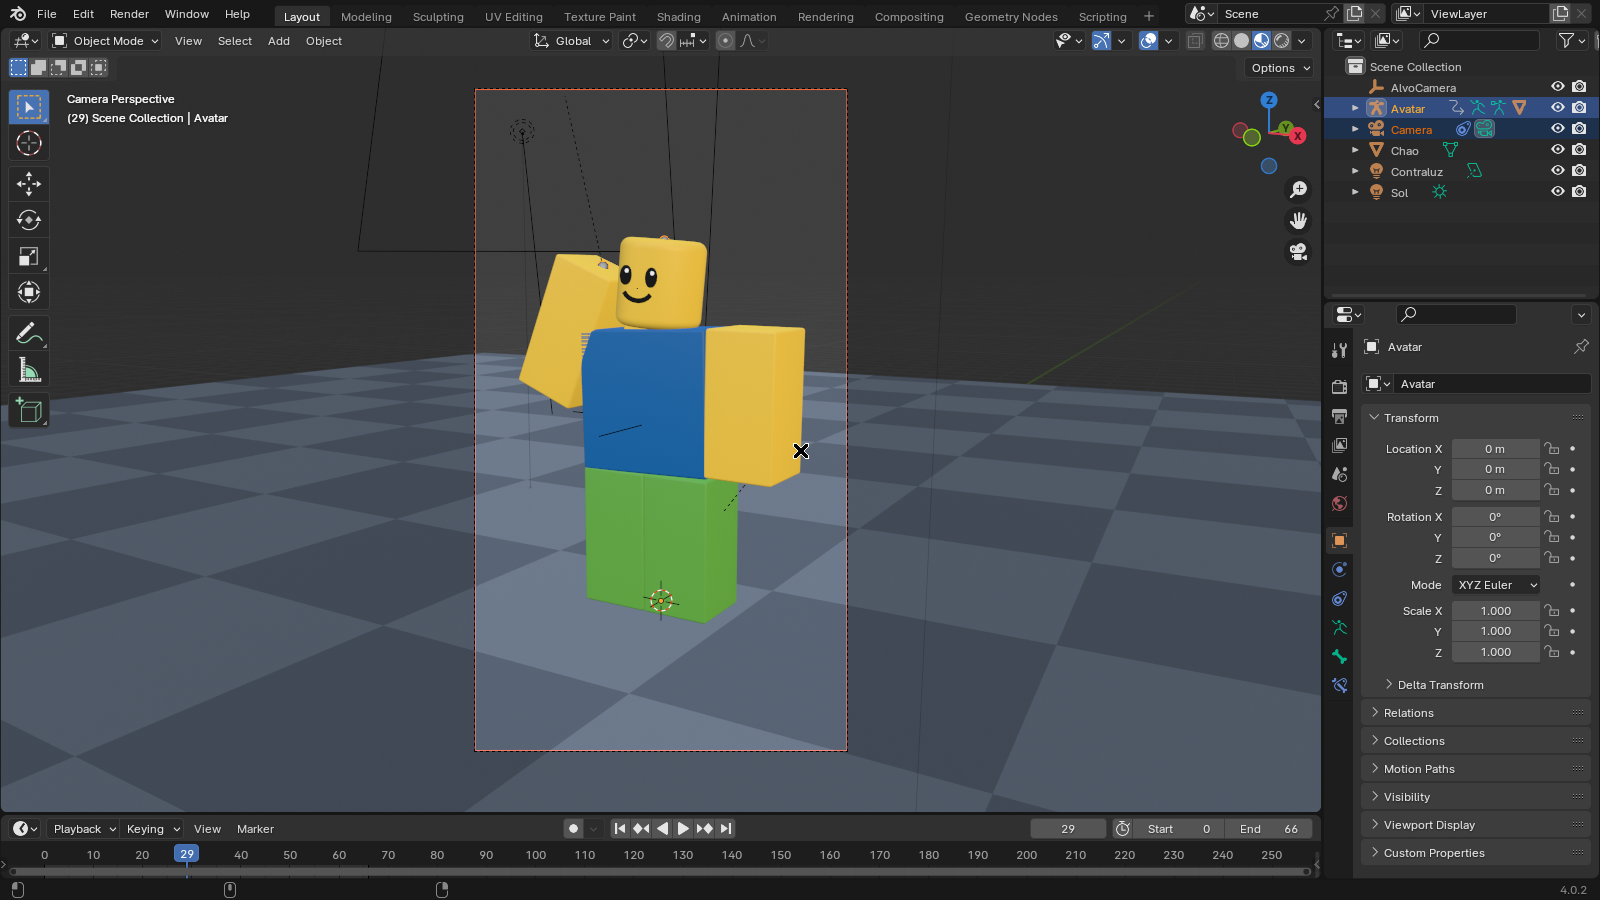 File Edit Render Window Help Layout Modeling Sculpting UV Editing Texture Paint Shading Animation Rendering Compositing Geometry Nodes Scripting Scene ViewLayer
Object Mode View Select Add Object Global
Options
Camera Perspective
(29) Scene Collection | Avatar
Z
Y
X
Scene Collection
AlvoCamera
Avatar
Camera
Chao
Contraluz
Sol
Avatar
Avatar
Transform
Location X 0 m
Y 0 m
Z 0 m
Rotation X 0°
Y 0°
Z 0°
Mode XYZ Euler
Scale X 1.000
Y 1.000
Z 1.000
Delta Transform
Relations
Collections
Motion Paths
Visibility
Viewport Display
Custom Properties
Playback Keying View Marker 29 Start 0 End 66
0 10 20 29 40 50 60 70 80 90 100 110 120 130 140 150 160 170 180 190 200 210 220 230 240 250
4.0.2